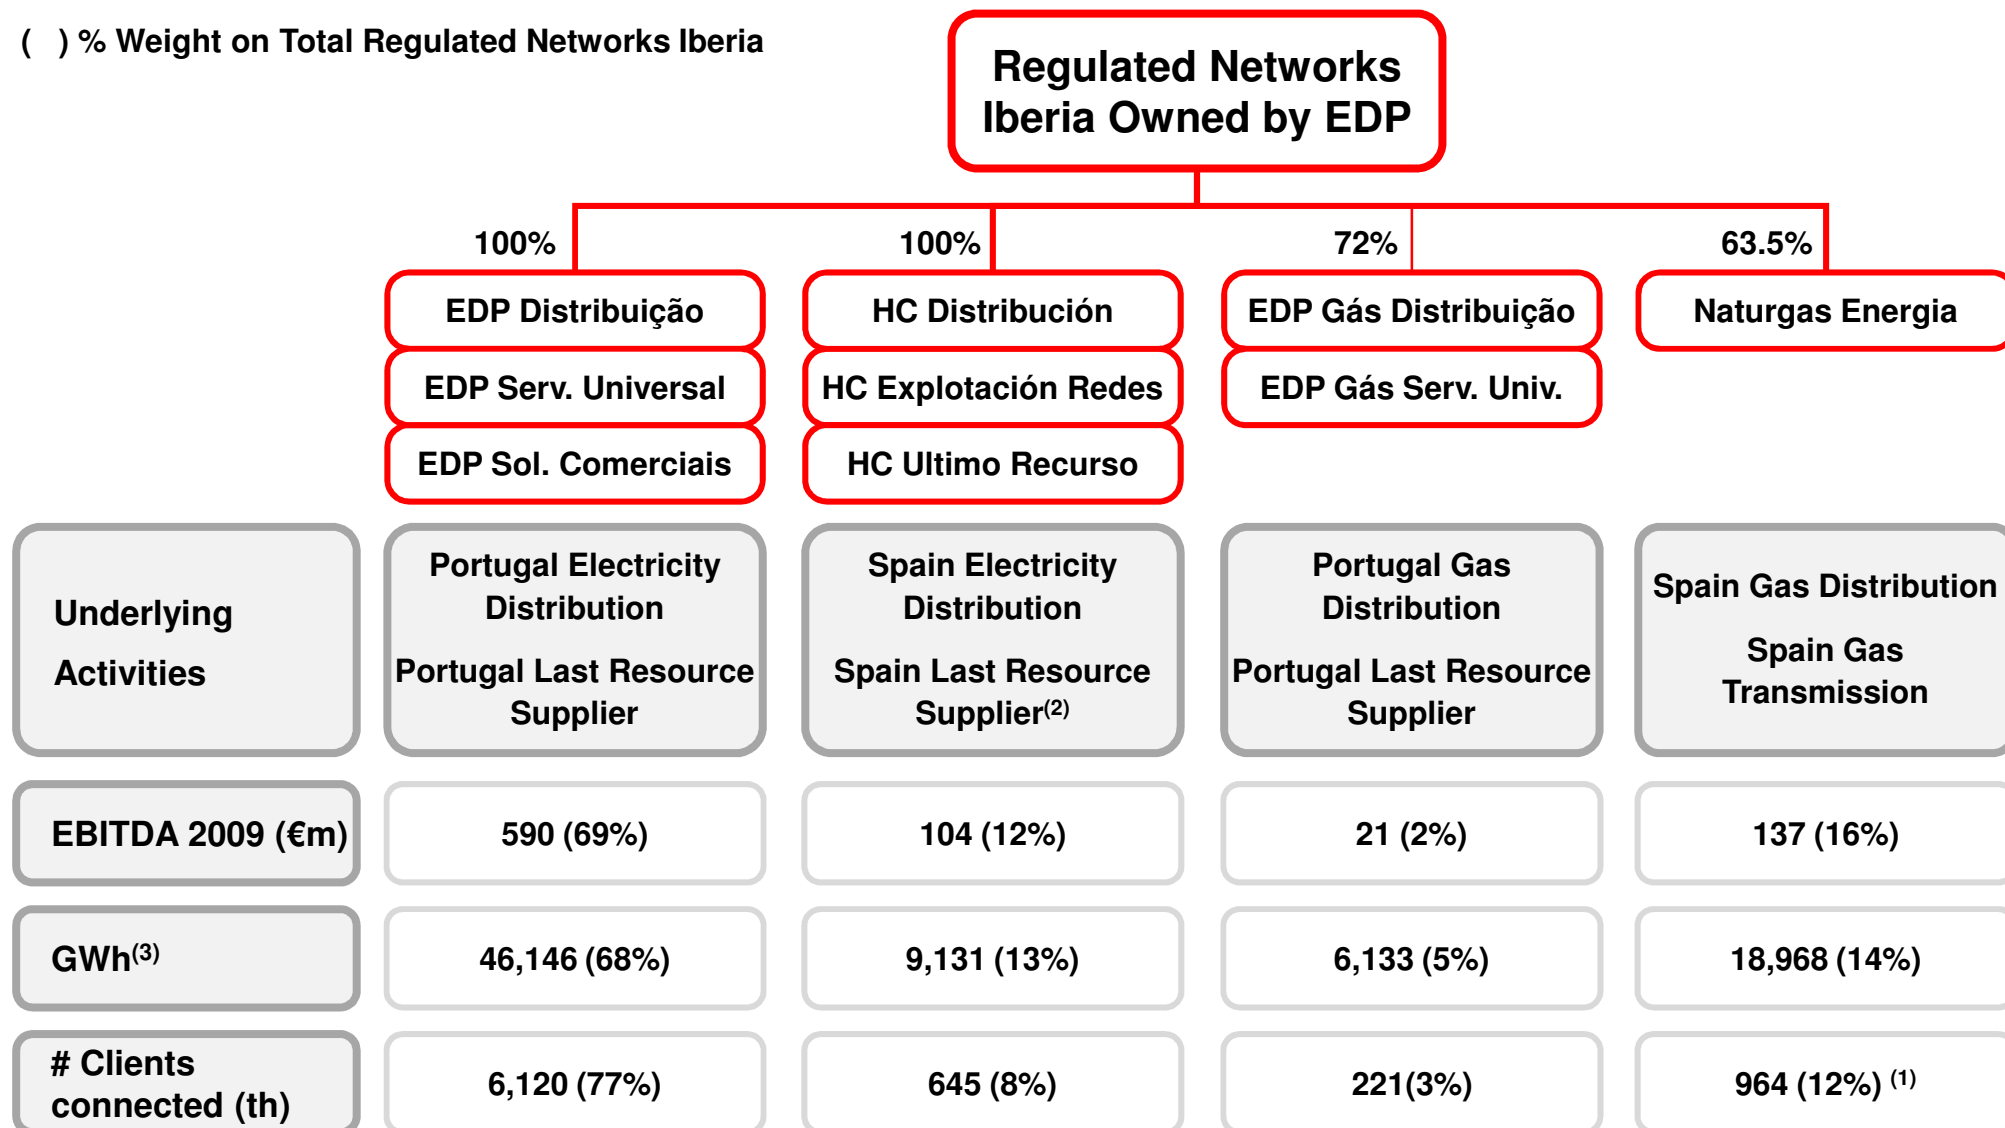 ( ) % Weight on Total Regulated Networks Iberia
Regulated Networks
Iberia Owned by EDP
100%
100%
72%
63.5%
EDP Distribuição
HC Distribución
EDP Gás Distribuição
Naturgas Energia
EDP Serv. Universal
HC Explotación Redes
EDP Gás Serv. Univ.
EDP Sol. Comerciais
HC Ultimo Recurso
Underlying
Activities
Portugal Electricity
Distribution
Portugal Last Resource
Supplier
Spain Electricity
Distribution
Spain Last Resource
Supplier(2)
Portugal Gas
Distribution
Portugal Last Resource
Supplier
Spain Gas Distribution
Spain Gas
Transmission
EBITDA 2009 (€m)
590 (69%)
104 (12%)
21 (2%)
137 (16%)
GWh(3)
46,146 (68%)
9,131 (13%)
6,133 (5%)
18,968 (14%)
# Clients
connected (th)
6,120 (77%)
645 (8%)
221(3%)
964 (12%) (1)